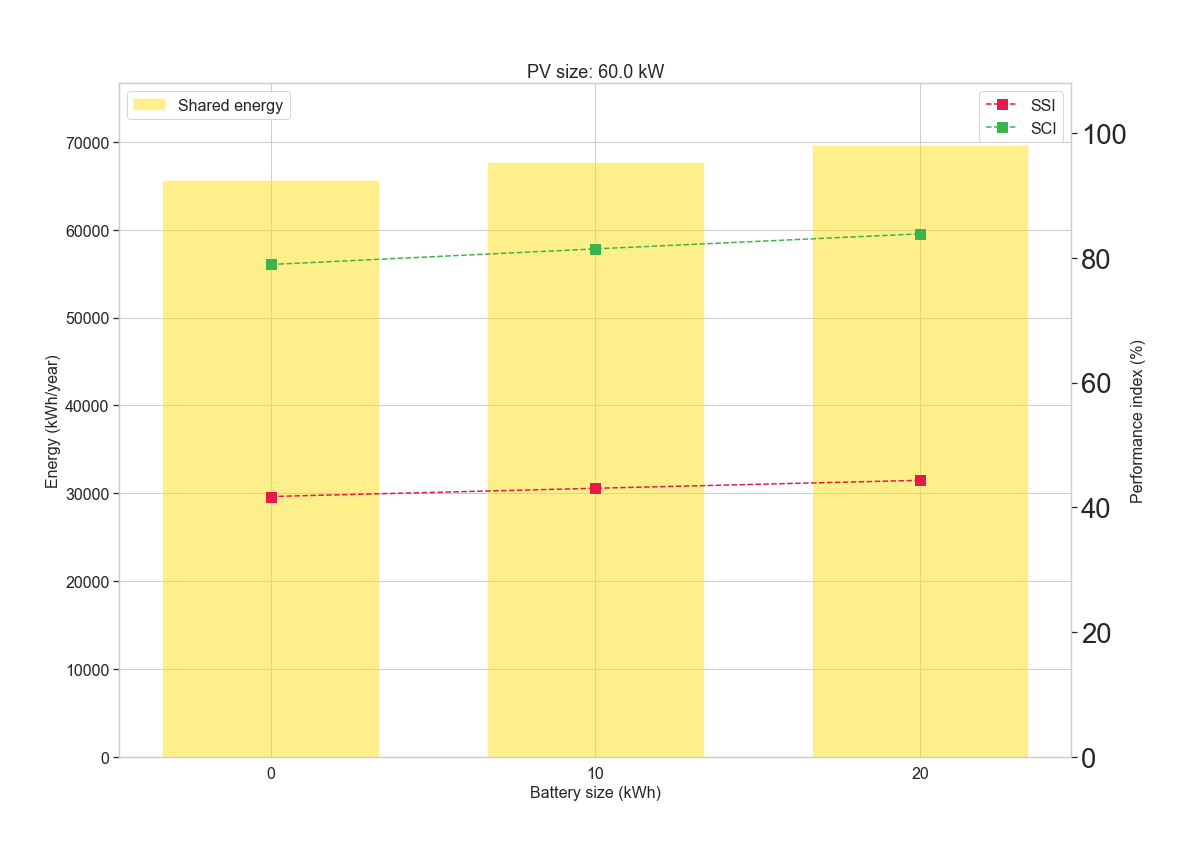 PV size: 60.0 kW
Shared energy
SSI
SCI
70000
60000
50000
40000
30000
20000
10000
0
Energy (kWh/year)
100
80
60
40
20
0
Performance index (%)
0
10
20
Battery size (kWh)